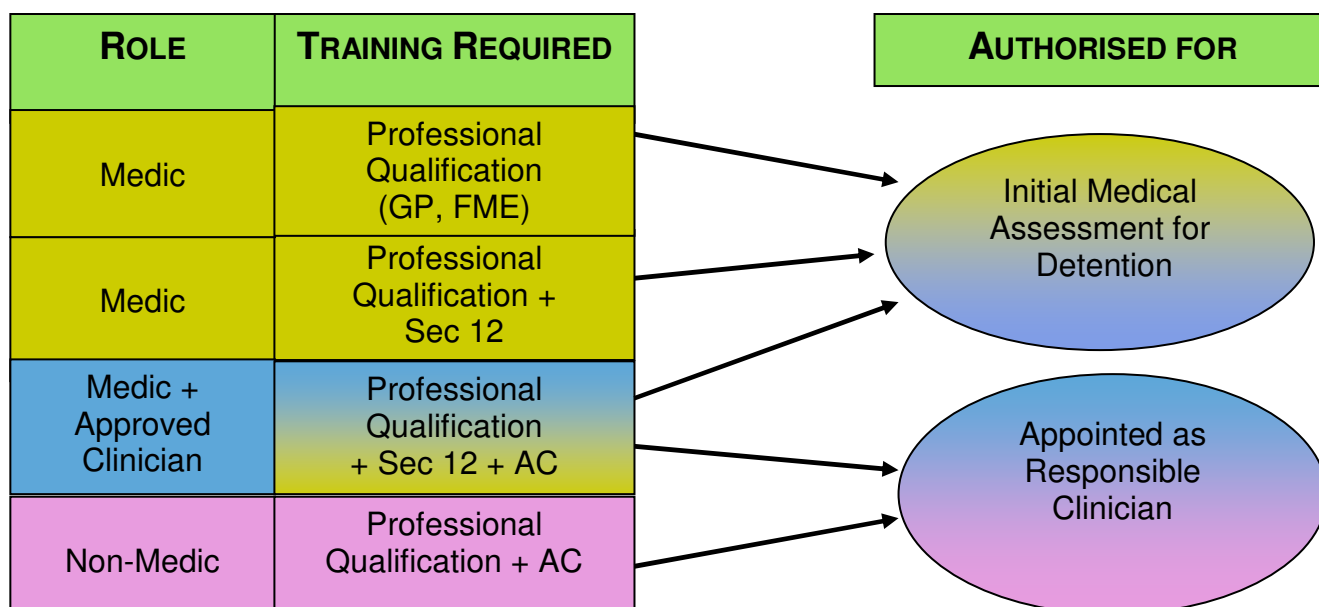 ROLE
TRAINING REQUIRED
AUTHORISED FOR
Medic
Professional
Qualification
(GP, FME)
Medic
Professional
Qualification +
Sec 12
Medic +
Approved
Clinician
Professional
Qualification
+ Sec 12 + AC
Non-Medic
Professional
Qualification + AC
Initial Medical
Assessment for
Detention
Appointed as
Responsible
Clinician